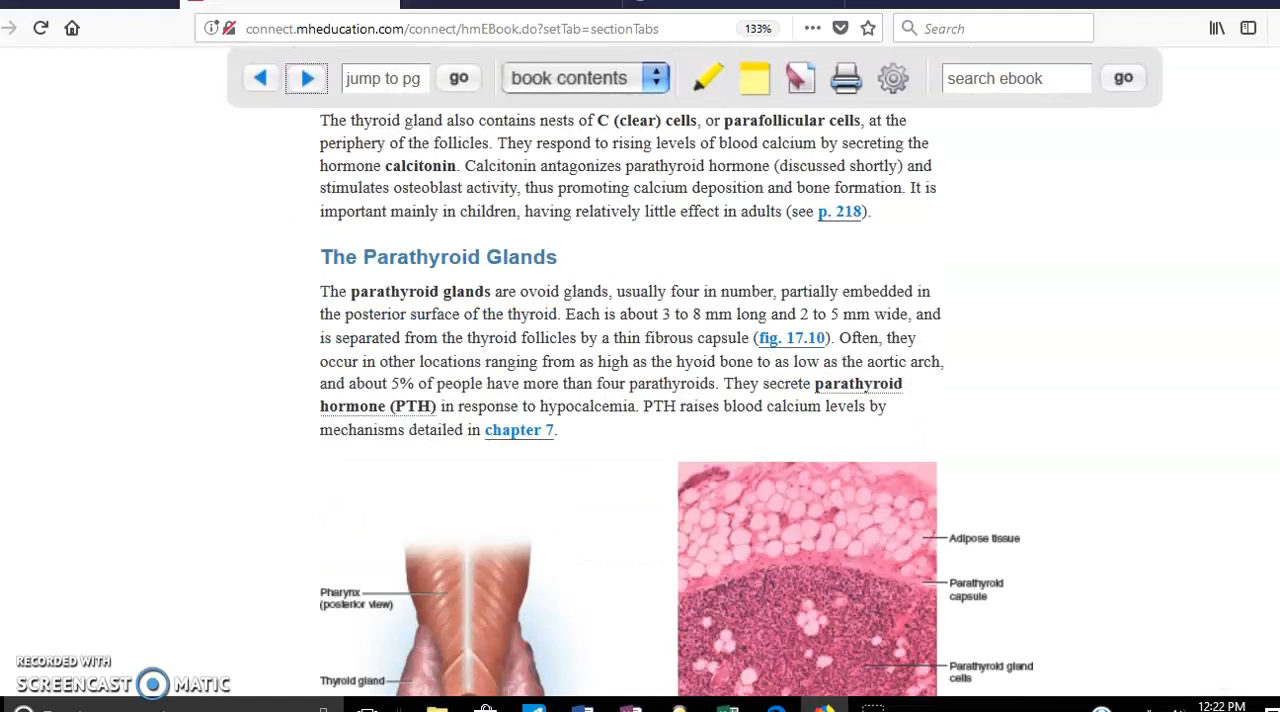 connect.mheducation.com/connect/hmEBook.do?setTab=sectionTabs 133% Search
jump to pg go book contents search ebook go
The thyroid gland also contains nests of C (clear) cells, or parafollicular cells, at the
periphery of the follicles. They respond to rising levels of blood calcium by secreting the
hormone calcitonin. Calcitonin antagonizes parathyroid hormone (discussed shortly) and
stimulates osteoblast activity, thus promoting calcium deposition and bone formation. It is
important mainly in children, having relatively little effect in adults (see p. 218).
The Parathyroid Glands
The parathyroid glands are ovoid glands, usually four in number, partially embedded in
the posterior surface of the thyroid. Each is about 3 to 8 mm long and 2 to 5 mm wide, and
is separated from the thyroid follicles by a thin fibrous capsule (fig. 17.10). Often, they
occur in other locations ranging from as high as the hyoid bone to as low as the aortic arch,
and about 5% of people have more than four parathyroids. They secrete parathyroid
hormone (PTH) in response to hypocalcemia. PTH raises blood calcium levels by
mechanisms detailed in chapter 7.
Pharynx
(posterior view)
Thyroid gland
Adipose tissue
Parathyroid
capsule
Parathyroid gland
cells
RECORDED WITH
SCREENCAST MATIC
12:22 PM